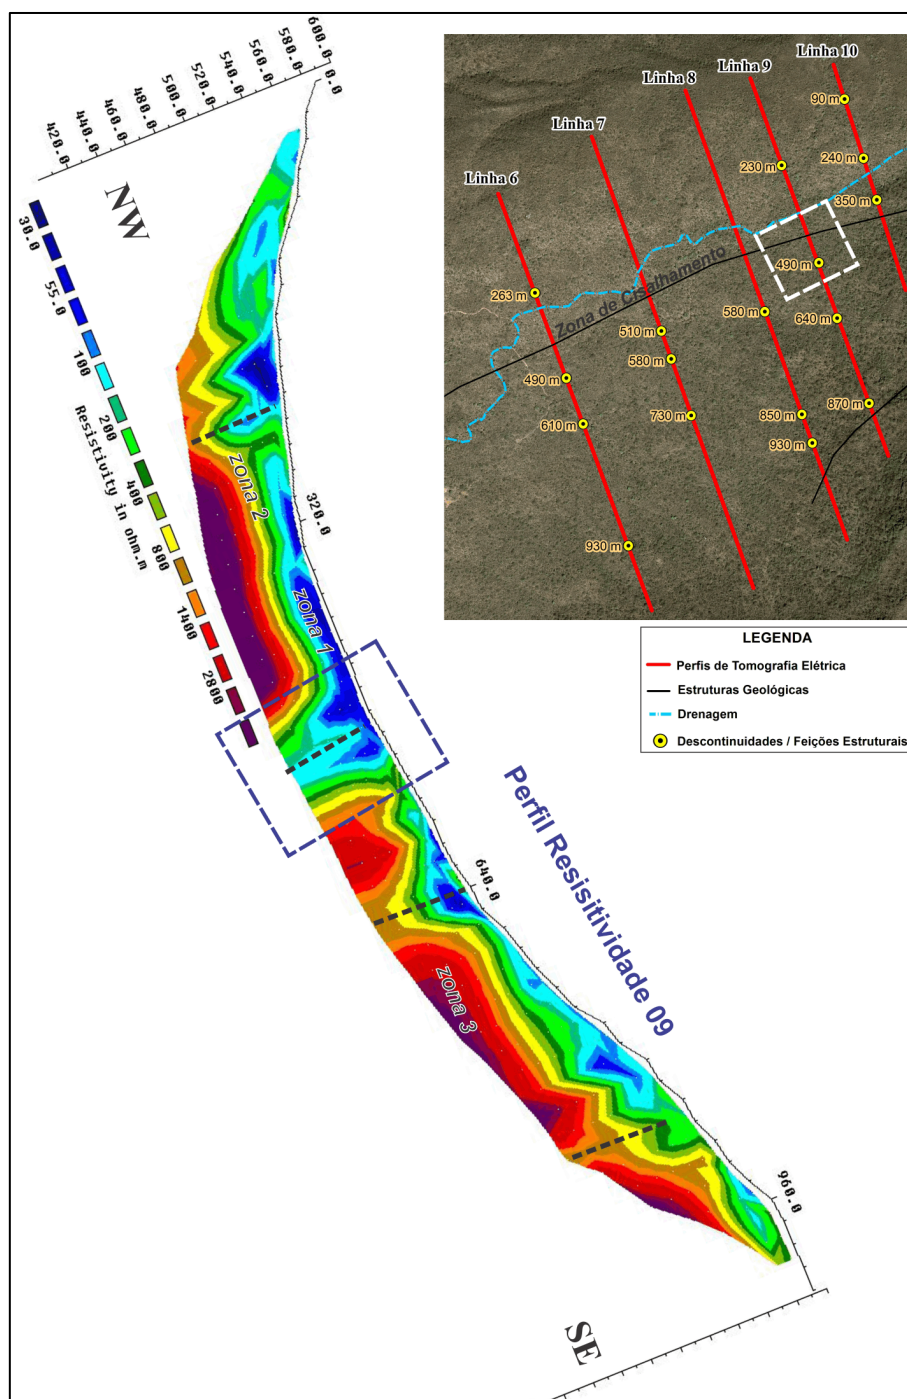 420.0
440.0
460.0
480.0
500.0
520.0
540.0
560.0
580.0
600.0
0.0
NW
30.0
55.0
100
200
400
800
1400
2800
Resistivity in ohm.m
zona 2
320.0
zona 1
640.0
zona 3
960.0
SE
Perfil Resisitividade 09
Linha 6
Linha 7
Linha 8
Linha 9
Linha 10
90 m
240 m
350 m
230 m
490 m
640 m
870 m
580 m
850 m
930 m
510 m
580 m
730 m
263 m
490 m
610 m
930 m
Zona de Cisalhamento
LEGENDA
Perfis de Tomografia Elétrica
Estruturas Geológicas
Drenagem
Descontinuidades / Feições Estruturais